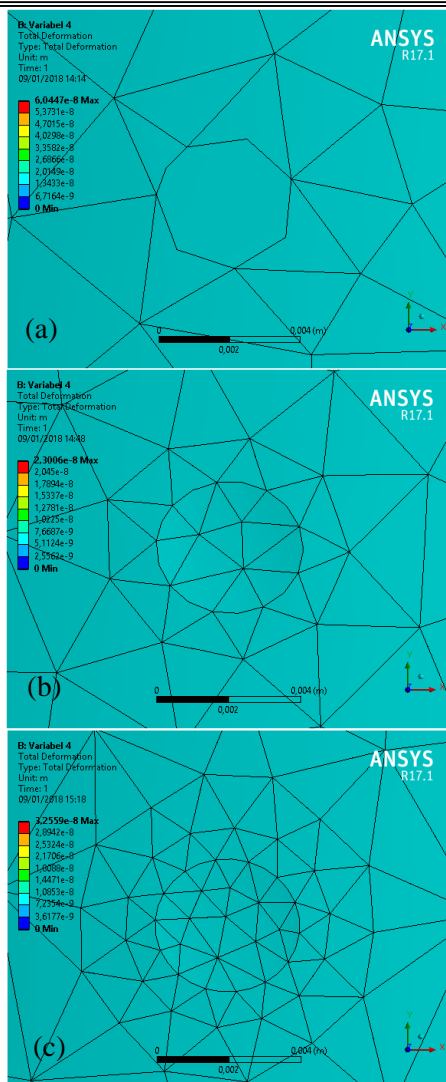 B: Variabel 4
Total Deformation
Type: Total Deformation
Unit: m
Time: 1
09/01/2018 14:14
ANSYS
R17.1
6,0447e-8 Max
5,3731e-8
4,7015e-8
4,0298e-8
3,3582e-8
2,6866e-8
2,0149e-8
1,3433e-8
6,7164e-9
0 Min
(a)
0
0,004 (m)
0,002
Y
X
B: Variabel 4
Total Deformation
Type: Total Deformation
Unit: m
Time: 1
09/01/2018 14:48
ANSYS
R17.1
2,3006e-8 Max
2,045e-8
1,7894e-8
1,5337e-8
1,2781e-8
1,0225e-8
7,6687e-9
5,1124e-9
2,5562e-9
0 Min
(b)
0
0,004 (m)
0,002
Y
X
B: Variabel 4
Total Deformation
Type: Total Deformation
Unit: m
Time: 1
09/01/2018 15:18
ANSYS
R17.1
3,2559e-8 Max
2,8942e-8
2,5324e-8
2,1706e-8
1,8088e-8
1,4471e-8
1,0853e-8
7,2354e-9
3,6177e-9
0 Min
(c)
0
0,004 (m)
0,002
Y
X